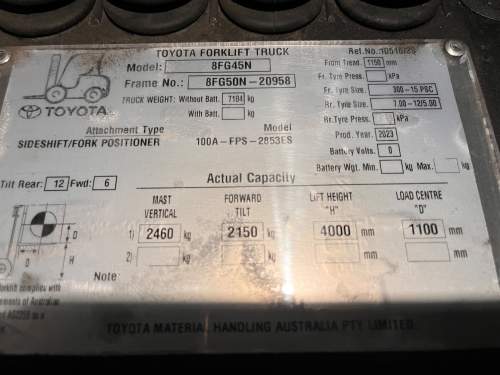 TOYOTA FORKLIFT TRUCK
Model: 8FG45N
Frame No.: 8FG50N-20958
TRUCK WEIGHT: Without Batt. 7184 kg
With Batt. kg
TOYOTA
Attachment Type Model
SIDESHIFT/FORK POSITIONER 100A-FPS-2853ES
Front Tread. 1150 mm
Fr. Tyre Press. kPa
Fr. Tyre Size 300-15 PSC
Rr. Tyre Size 7.00-12/5.00
Rr. Tyre Press. kPa
Prod. Year 2023
Battery Volts 0
Battery Wgt. Min. kg Max. kg
Tilt Rear: 12 Fwd: 6
Actual Capacity
MAST VERTICAL FORWARD TILT LIFT HEIGHT "H" LOAD CENTRE "D"
1) 2460 kg 2150 kg 4000 mm 1100 mm
2) kg kg mm mm
D
D H
Note:
forklift complies with
of Australian
TOYOTA MATERIAL HANDLING AUSTRALIA PTY LIMITED.